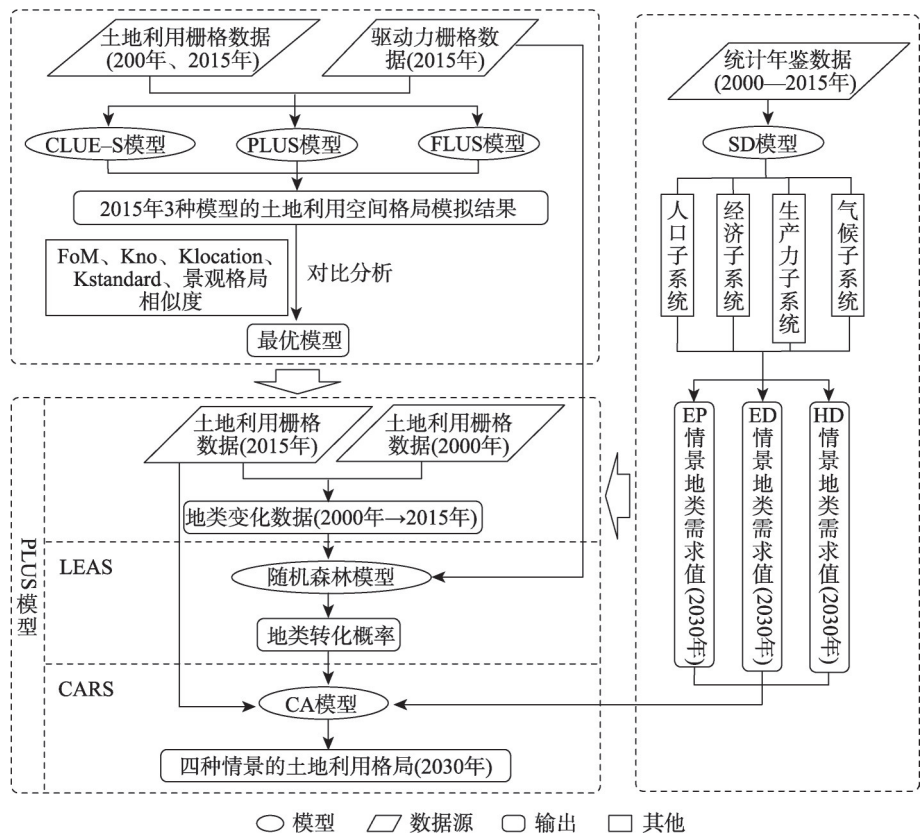 土地利用栅格数据
(200年、2015年)
驱动力栅格数
据(2015年)
CLUE–S模型
PLUS模型
FLUS模型
2015年3种模型的土地利用空间格局模拟结果
FoM、Kno、Klocation、
Kstandard、景观格局
相似度
对比分析
最优模型
统计年鉴数据
(2000—2015年)
SD模型
人口子系统
经济子系统
生产力子系统
气候子系统
EP情景地类需求值(2030年)
ED情景地类需求值(2030年)
HD情景地类需求值(2030年)
PLUS模型
土地利用栅格
数据(2015年)
土地利用栅格
数据(2000年)
地类变化数据(2000年→2015年)
LEAS
随机森林模型
地类转化概率
CARS
CA模型
四种情景的土地利用格局(2030年)
模型
数据源
输出
其他